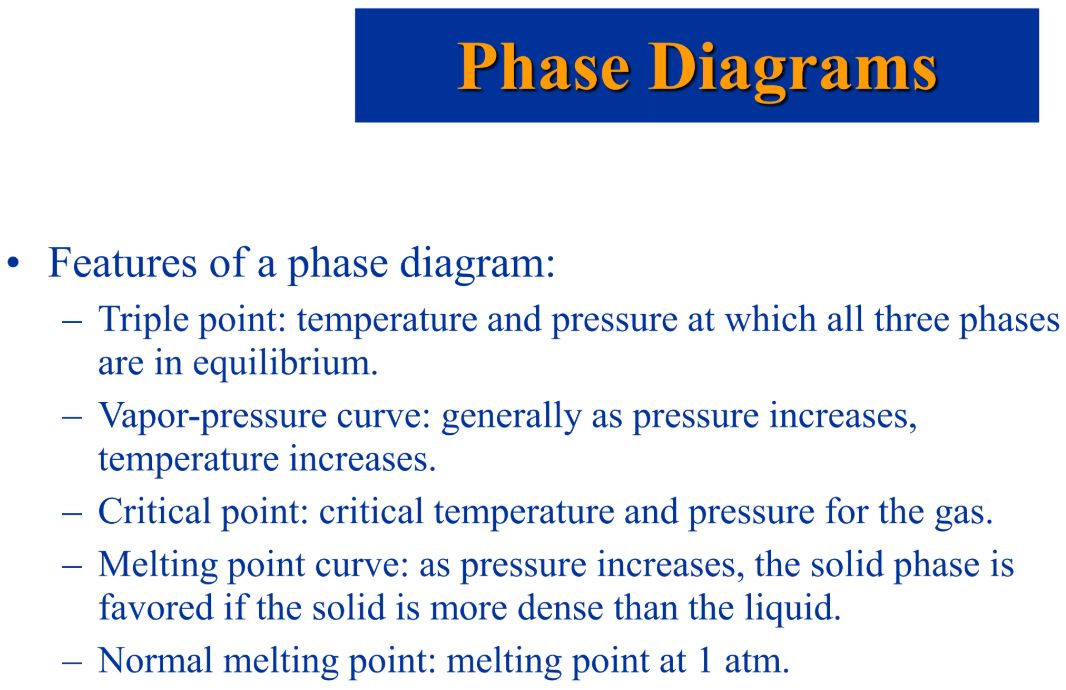 Phase Diagrams
• Features of a phase diagram:
– Triple point: temperature and pressure at which all three phases
are in equilibrium.
– Vapor-pressure curve: generally as pressure increases,
temperature increases.
– Critical point: critical temperature and pressure for the gas.
– Melting point curve: as pressure increases, the solid phase is
favored if the solid is more dense than the liquid.
– Normal melting point: melting point at 1 atm.